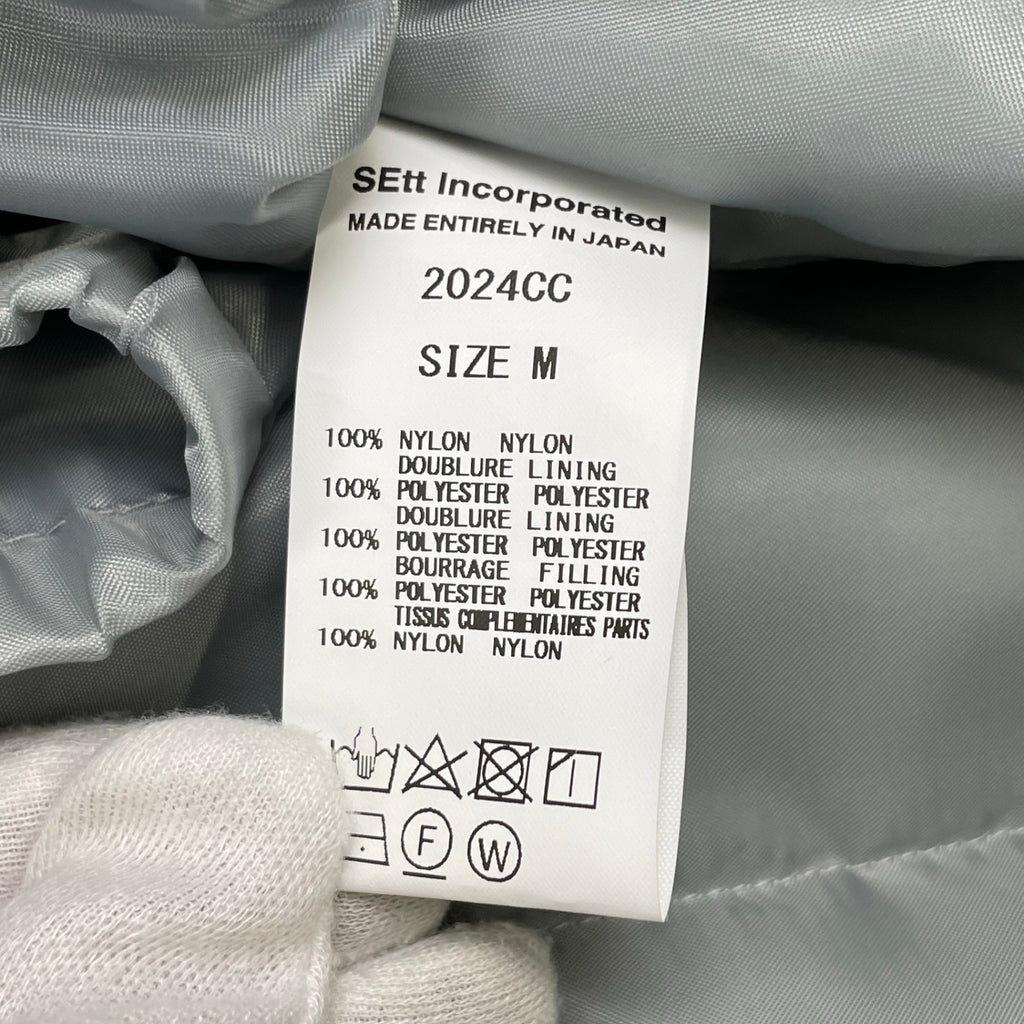 SEtt Incorporated
MADE ENTIRELY IN JAPAN
2024CC
SIZE M
100% NYLON NYLON
DOUBLURE LINING
100% POLYESTER POLYESTER
DOUBLURE LINING
100% POLYESTER POLYESTER
BOURRAGE FILLING
100% POLYESTER POLYESTER
TISSUS COMPLEMENTAIRES PARTS
100% NYLON NYLON
F W